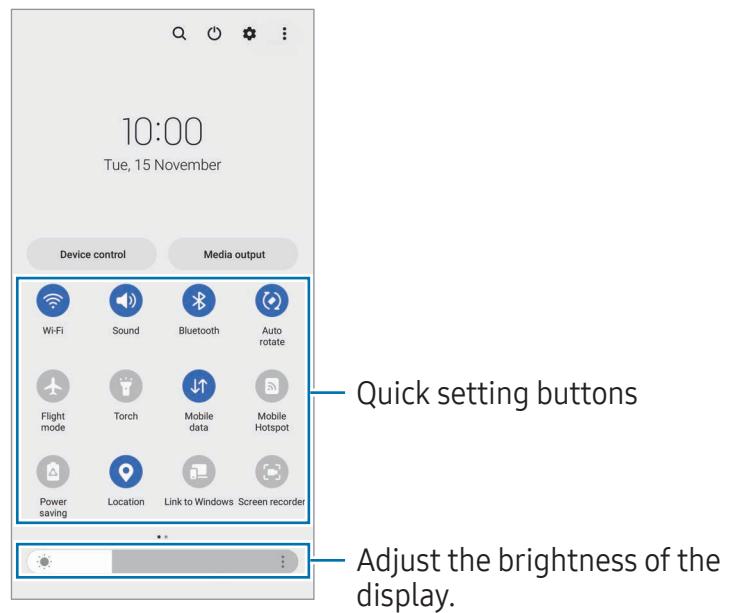 10:00
Tue, 15 November
Device control Media output
Wi-Fi Sound Bluetooth Auto
rotate
Flight Torch Mobile Mobile
mode data Hotspot
Quick setting buttons
Power Location Link to Windows Screen recorder
saving
Adjust the brightness of the
display.